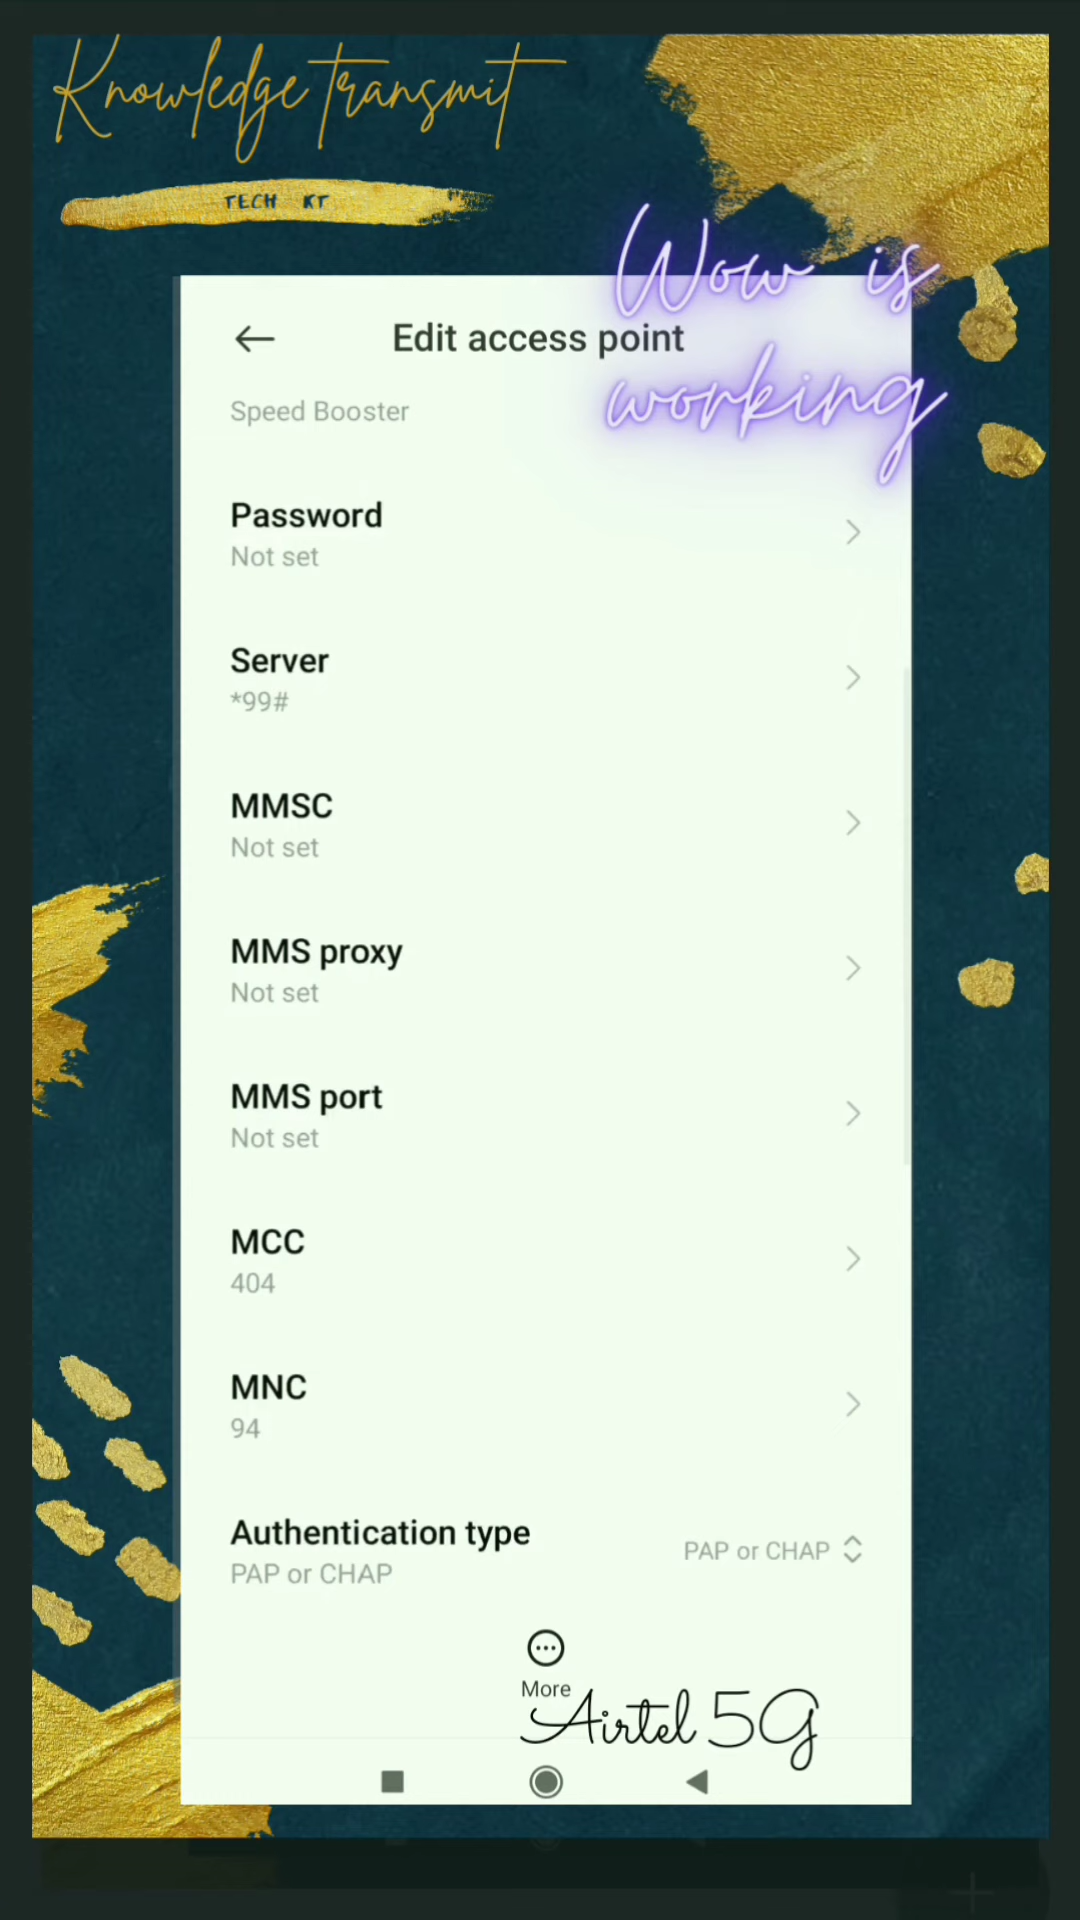 Knowledge transmit
TECH KT
Wow is
working
Edit access point
Speed Booster
Password
Not set
Server
*99#
MMSC
Not set
MMS proxy
Not set
MMS port
Not set
MCC
404
MNC
94
Authentication type
PAP or CHAP
PAP or CHAP
More
Airtel 5G